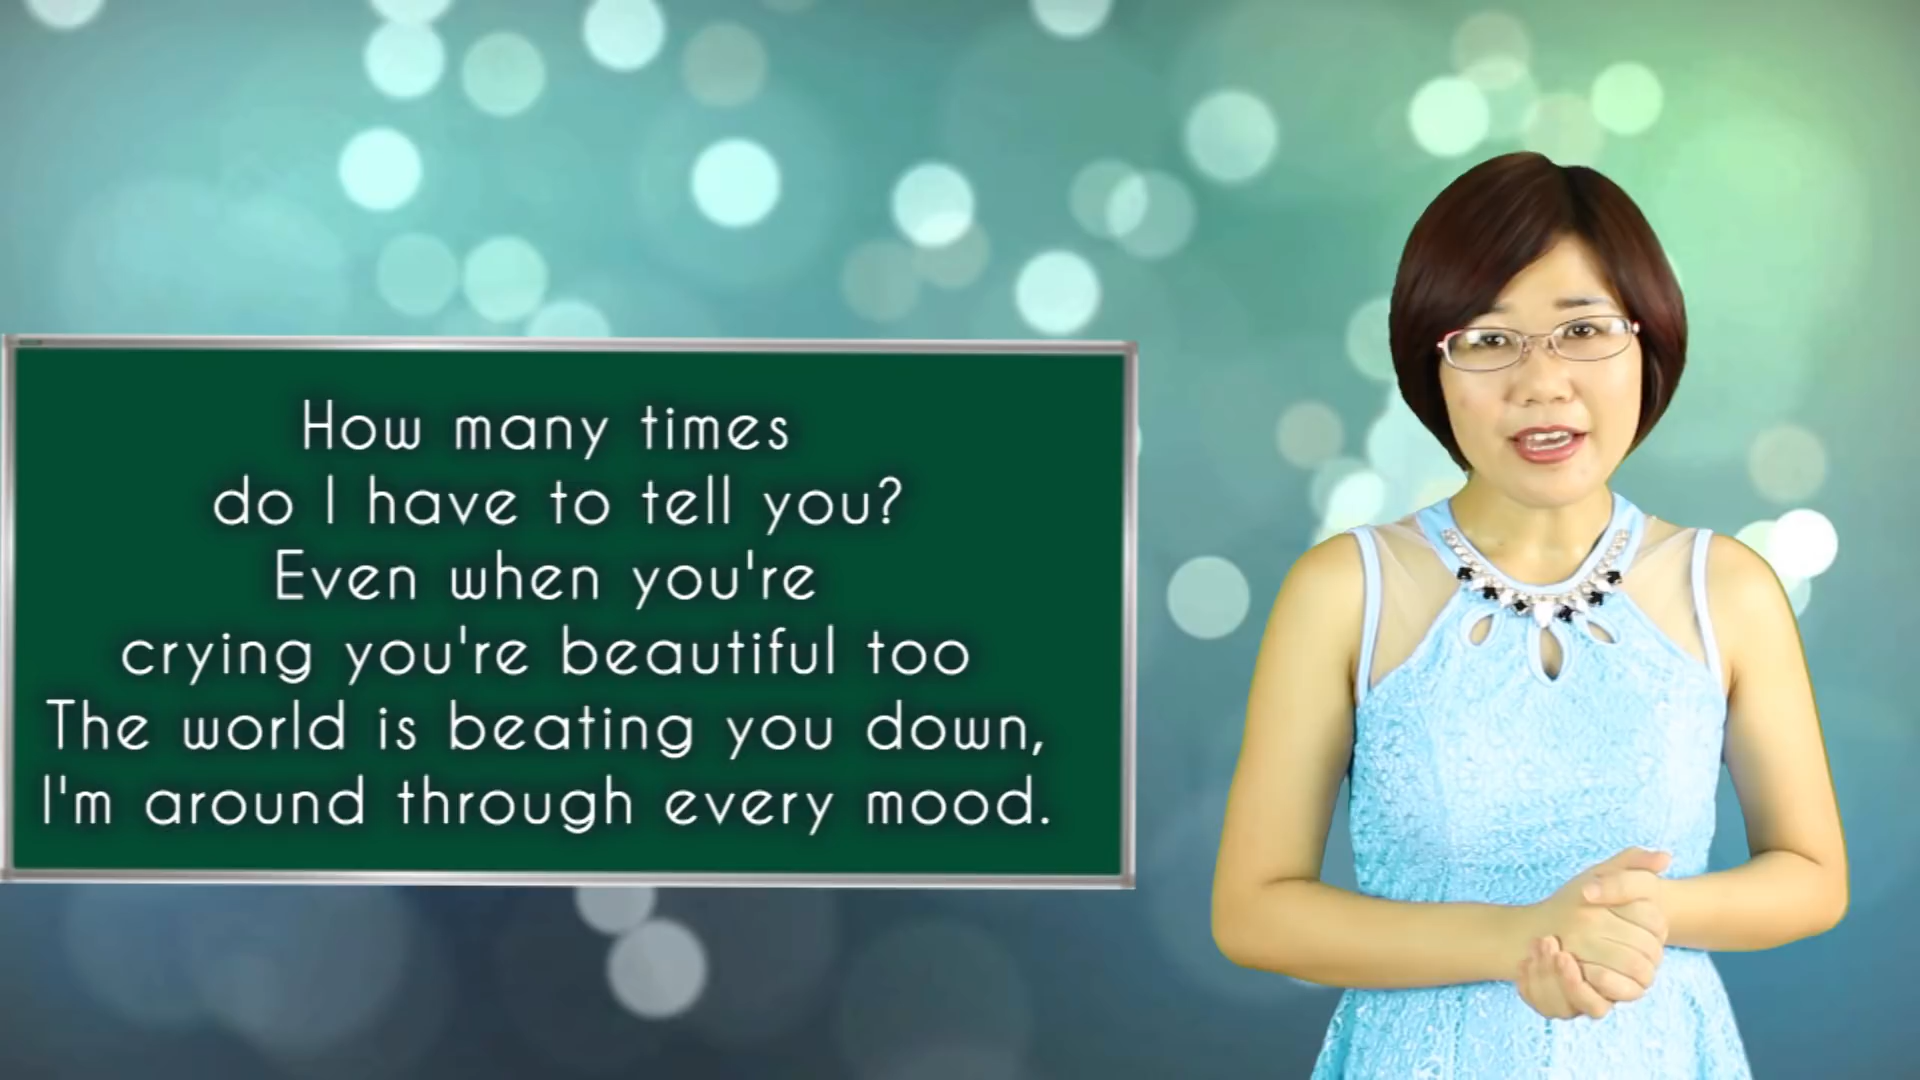 How many times
do I have to tell you?
Even when you're
crying you're beautiful too
The world is beating you down,
I'm around through every mood.